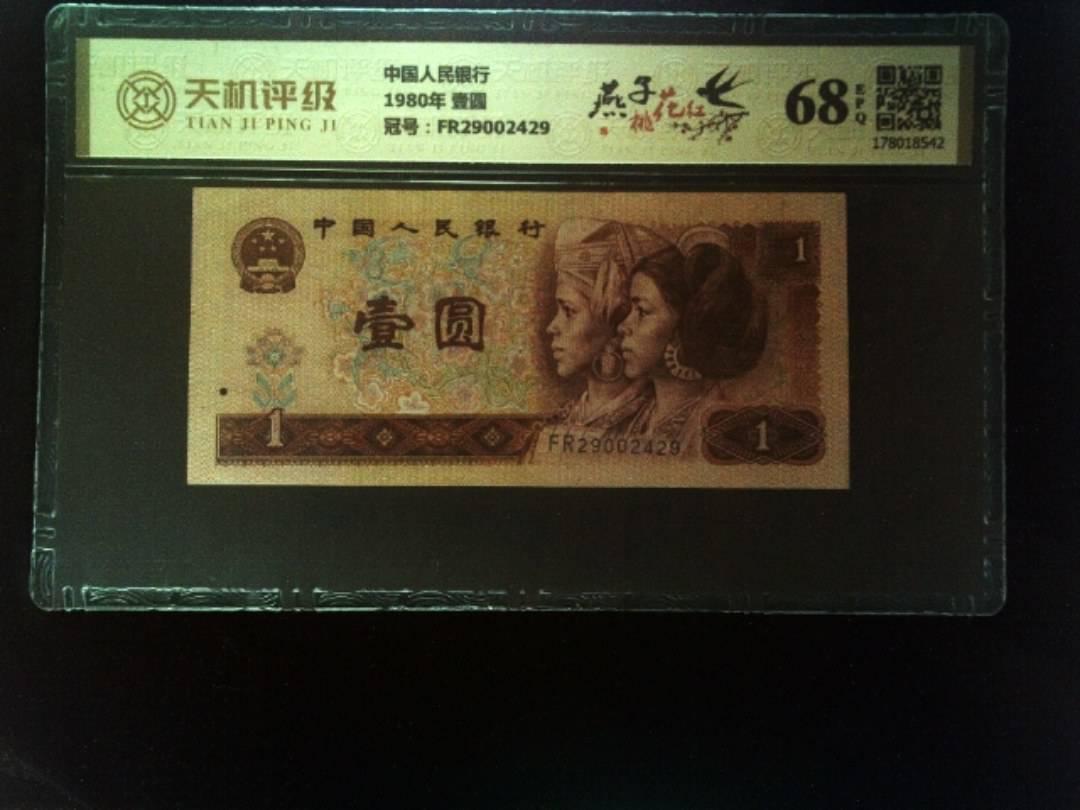 天机评级
TIAN JI PING JI
中国人民银行
1980年 壹圆
冠号：FR29002429
燕子
桃花红
68
EPQ
178018542
中国人民银行
1
壹圆
1
FR29002429
1